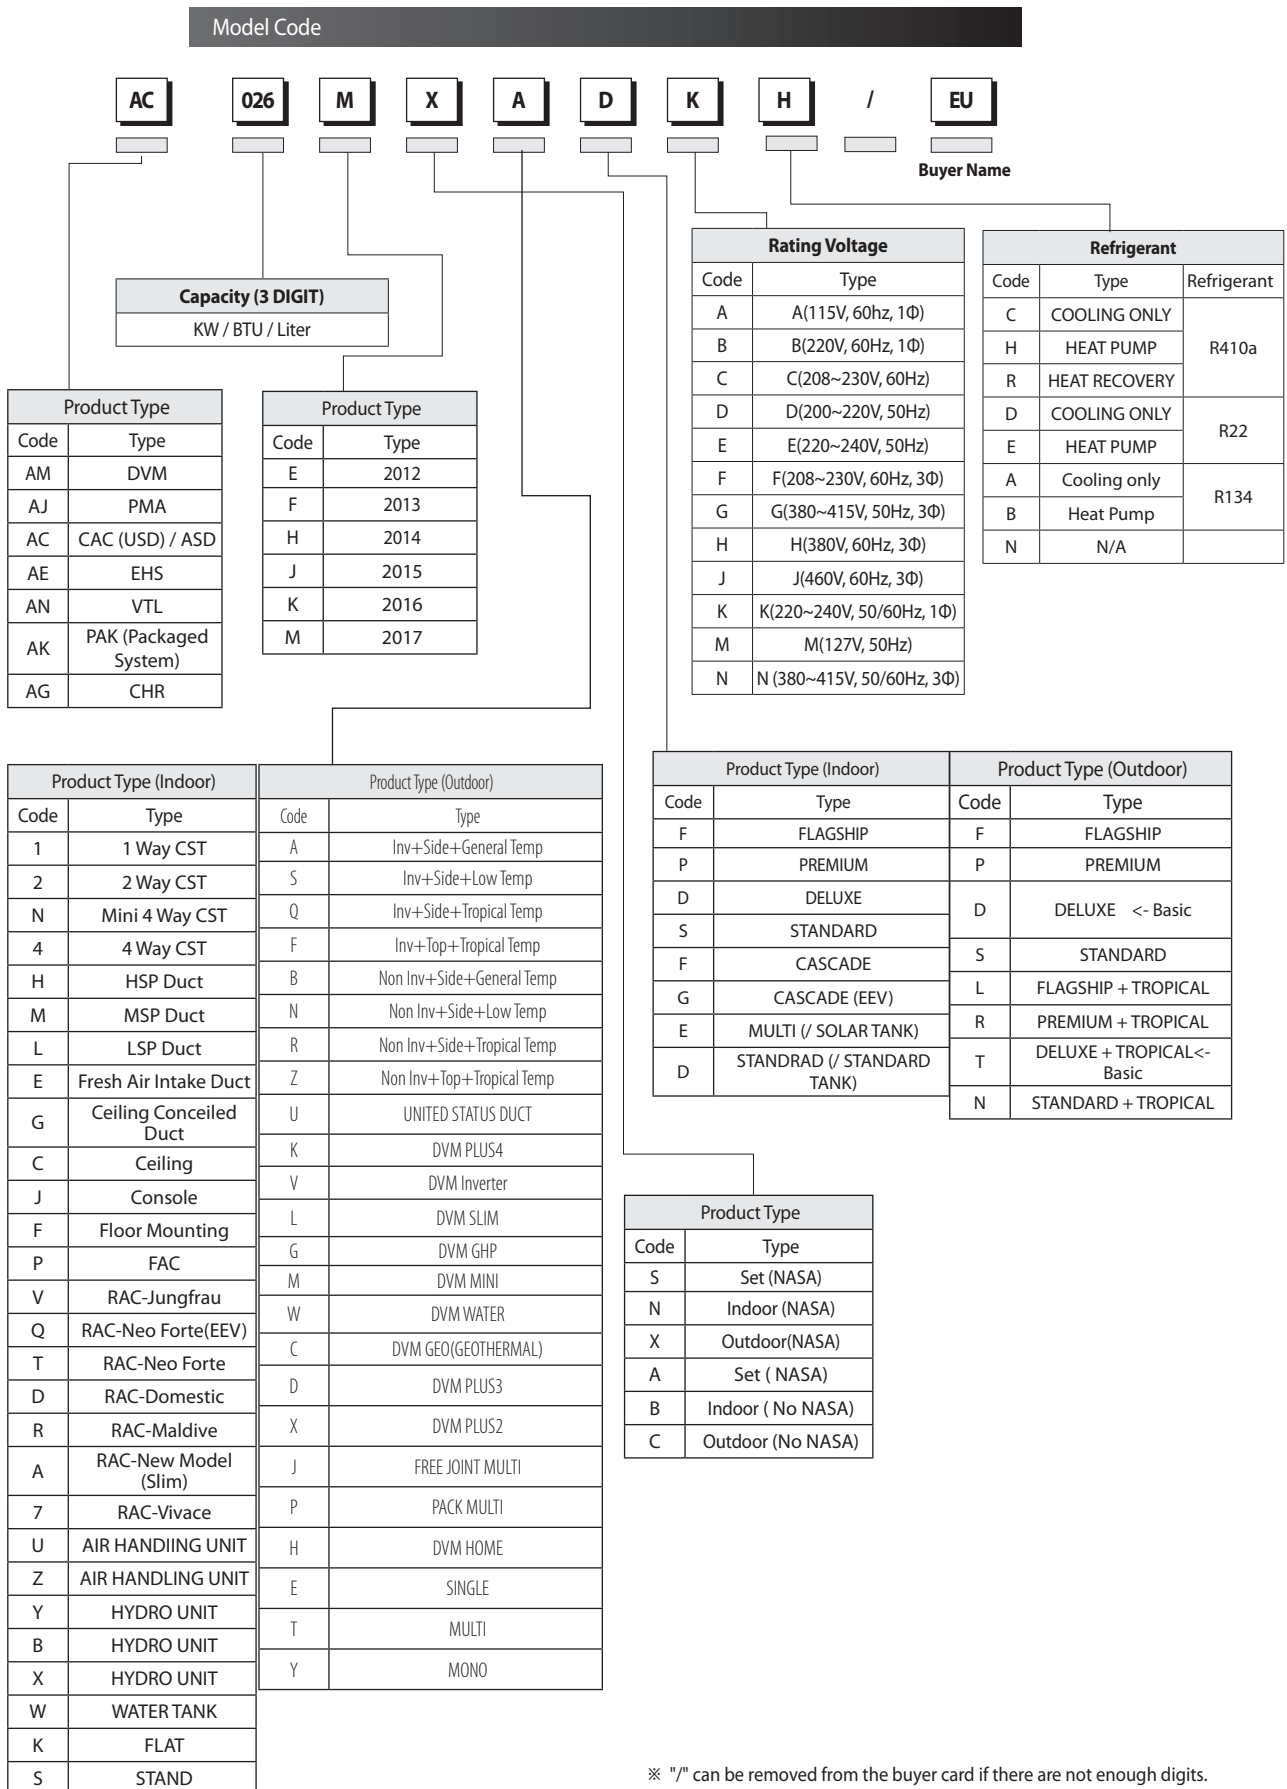 Model Code
AC 026 M X A D K H / EU
Buyer Name
Rating Voltage
Code Type
A A(115V, 60hz, 1Φ)
B B(220V, 60Hz, 1Φ)
C C(208~230V, 60Hz)
D D(200~220V, 50Hz)
E E(220~240V, 50Hz)
F F(208~230V, 60Hz, 3Φ)
G G(380~415V, 50Hz, 3Φ)
H H(380V, 60Hz, 3Φ)
J J(460V, 60Hz, 3Φ)
K K(220~240V, 50/60Hz, 1Φ)
M M(127V, 50Hz)
N N (380~415V, 50/60Hz, 3Φ)
Refrigerant
Code Type Refrigerant
C COOLING ONLY
H HEAT PUMP R410a
R HEAT RECOVERY
D COOLING ONLY
R22
E HEAT PUMP
A Cooling only
R134
B Heat Pump
N N/A
Capacity (3 DIGIT)
KW / BTU / Liter
Product Type
Code Type
AM DVM
AJ PMA
AC CAC (USD) / ASD
AE EHS
AN VTL
AK PAK (Packaged
System)
AG CHR
Product Type
Code Type
E 2012
F 2013
H 2014
J 2015
K 2016
M 2017
Product Type (Indoor)
Code Type
1 1 Way CST
2 2 Way CST
N Mini 4 Way CST
4 4 Way CST
H HSP Duct
M MSP Duct
L LSP Duct
E Fresh Air Intake Duct
G Ceiling Conceiled
Duct
C Ceiling
J Console
F Floor Mounting
P FAC
V RAC-Jungfrau
Q RAC-Neo Forte(EEV)
T RAC-Neo Forte
D RAC-Domestic
R RAC-Maldive
A RAC-New Model
(Slim)
7 RAC-Vivace
U AIR HANDIING UNIT
Z AIR HANDLING UNIT
Y HYDRO UNIT
B HYDRO UNIT
X HYDRO UNIT
W WATER TANK
K FLAT
S STAND
Product Type (Outdoor)
Code Type
A Inv+Side+General Temp
S Inv+Side+Low Temp
Q Inv+Side+Tropical Temp
F Inv+Top+Tropical Temp
B Non Inv+Side+General Temp
N Non Inv+Side+Low Temp
R Non Inv+Side+Tropical Temp
Z Non Inv+Top+Tropical Temp
U UNITED STATUS DUCT
K DVM PLUS4
V DVM Inverter
L DVM SLIM
G DVM GHP
M DVM MINI
W DVM WATER
C DVM GEO(GEOTHERMAL)
D DVM PLUS3
X DVM PLUS2
J FREE JOINT MULTI
P PACK MULTI
H DVM HOME
E SINGLE
T MULTI
Y MONO
Product Type (Indoor)
Code Type
F FLAGSHIP
P PREMIUM
D DELUXE
S STANDARD
F CASCADE
G CASCADE (EEV)
E MULTI (/ SOLAR TANK)
D STANDRAD (/ STANDARD
TANK)
Product Type (Outdoor)
Code Type
F FLAGSHIP
P PREMIUM
D DELUXE <- Basic
S STANDARD
L FLAGSHIP + TROPICAL
R PREMIUM + TROPICAL
T DELUXE + TROPICAL<-
Basic
N STANDARD + TROPICAL
Product Type
Code Type
S Set (NASA)
N Indoor (NASA)
X Outdoor(NASA)
A Set ( NASA)
B Indoor ( No NASA)
C Outdoor (No NASA)
※ "/" can be removed from the buyer card if there are not enough digits.